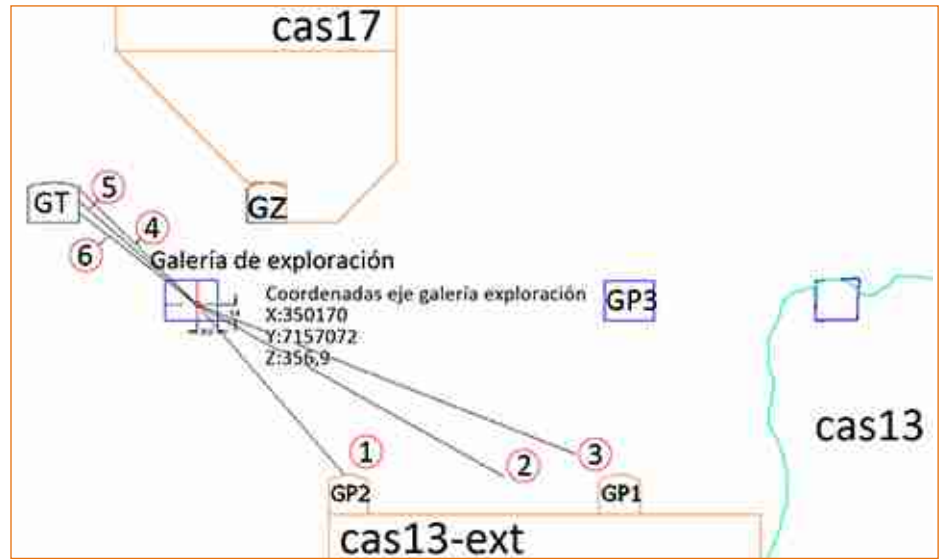 cas17
GT
5
GZ
4
6
Galería de exploración
Coordenadas eje galería exploración
X:350170
Y:7157072
Z:356,9
GP3
cas13
1
2
3
GP2
GP1
cas13-ext